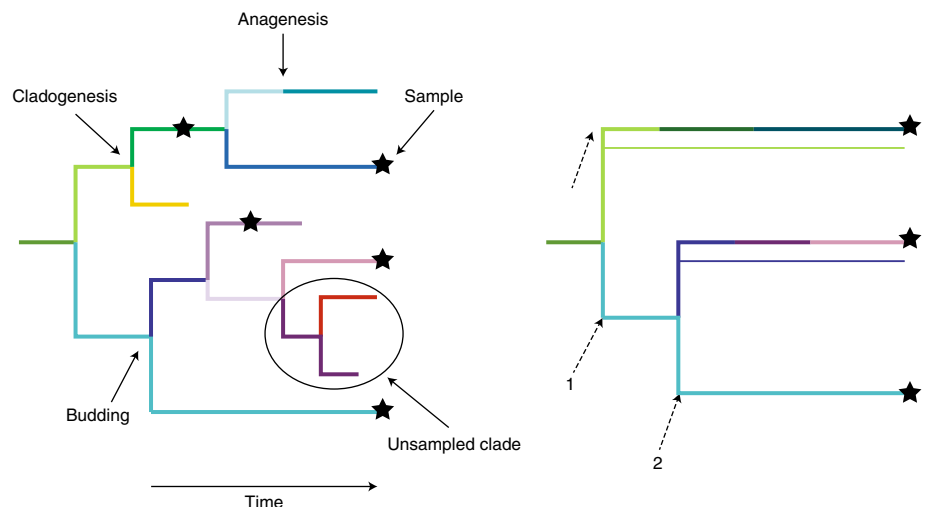 Anagenesis
Cladogenesis
Sample
Budding
Unsampled clade
Time
1
2